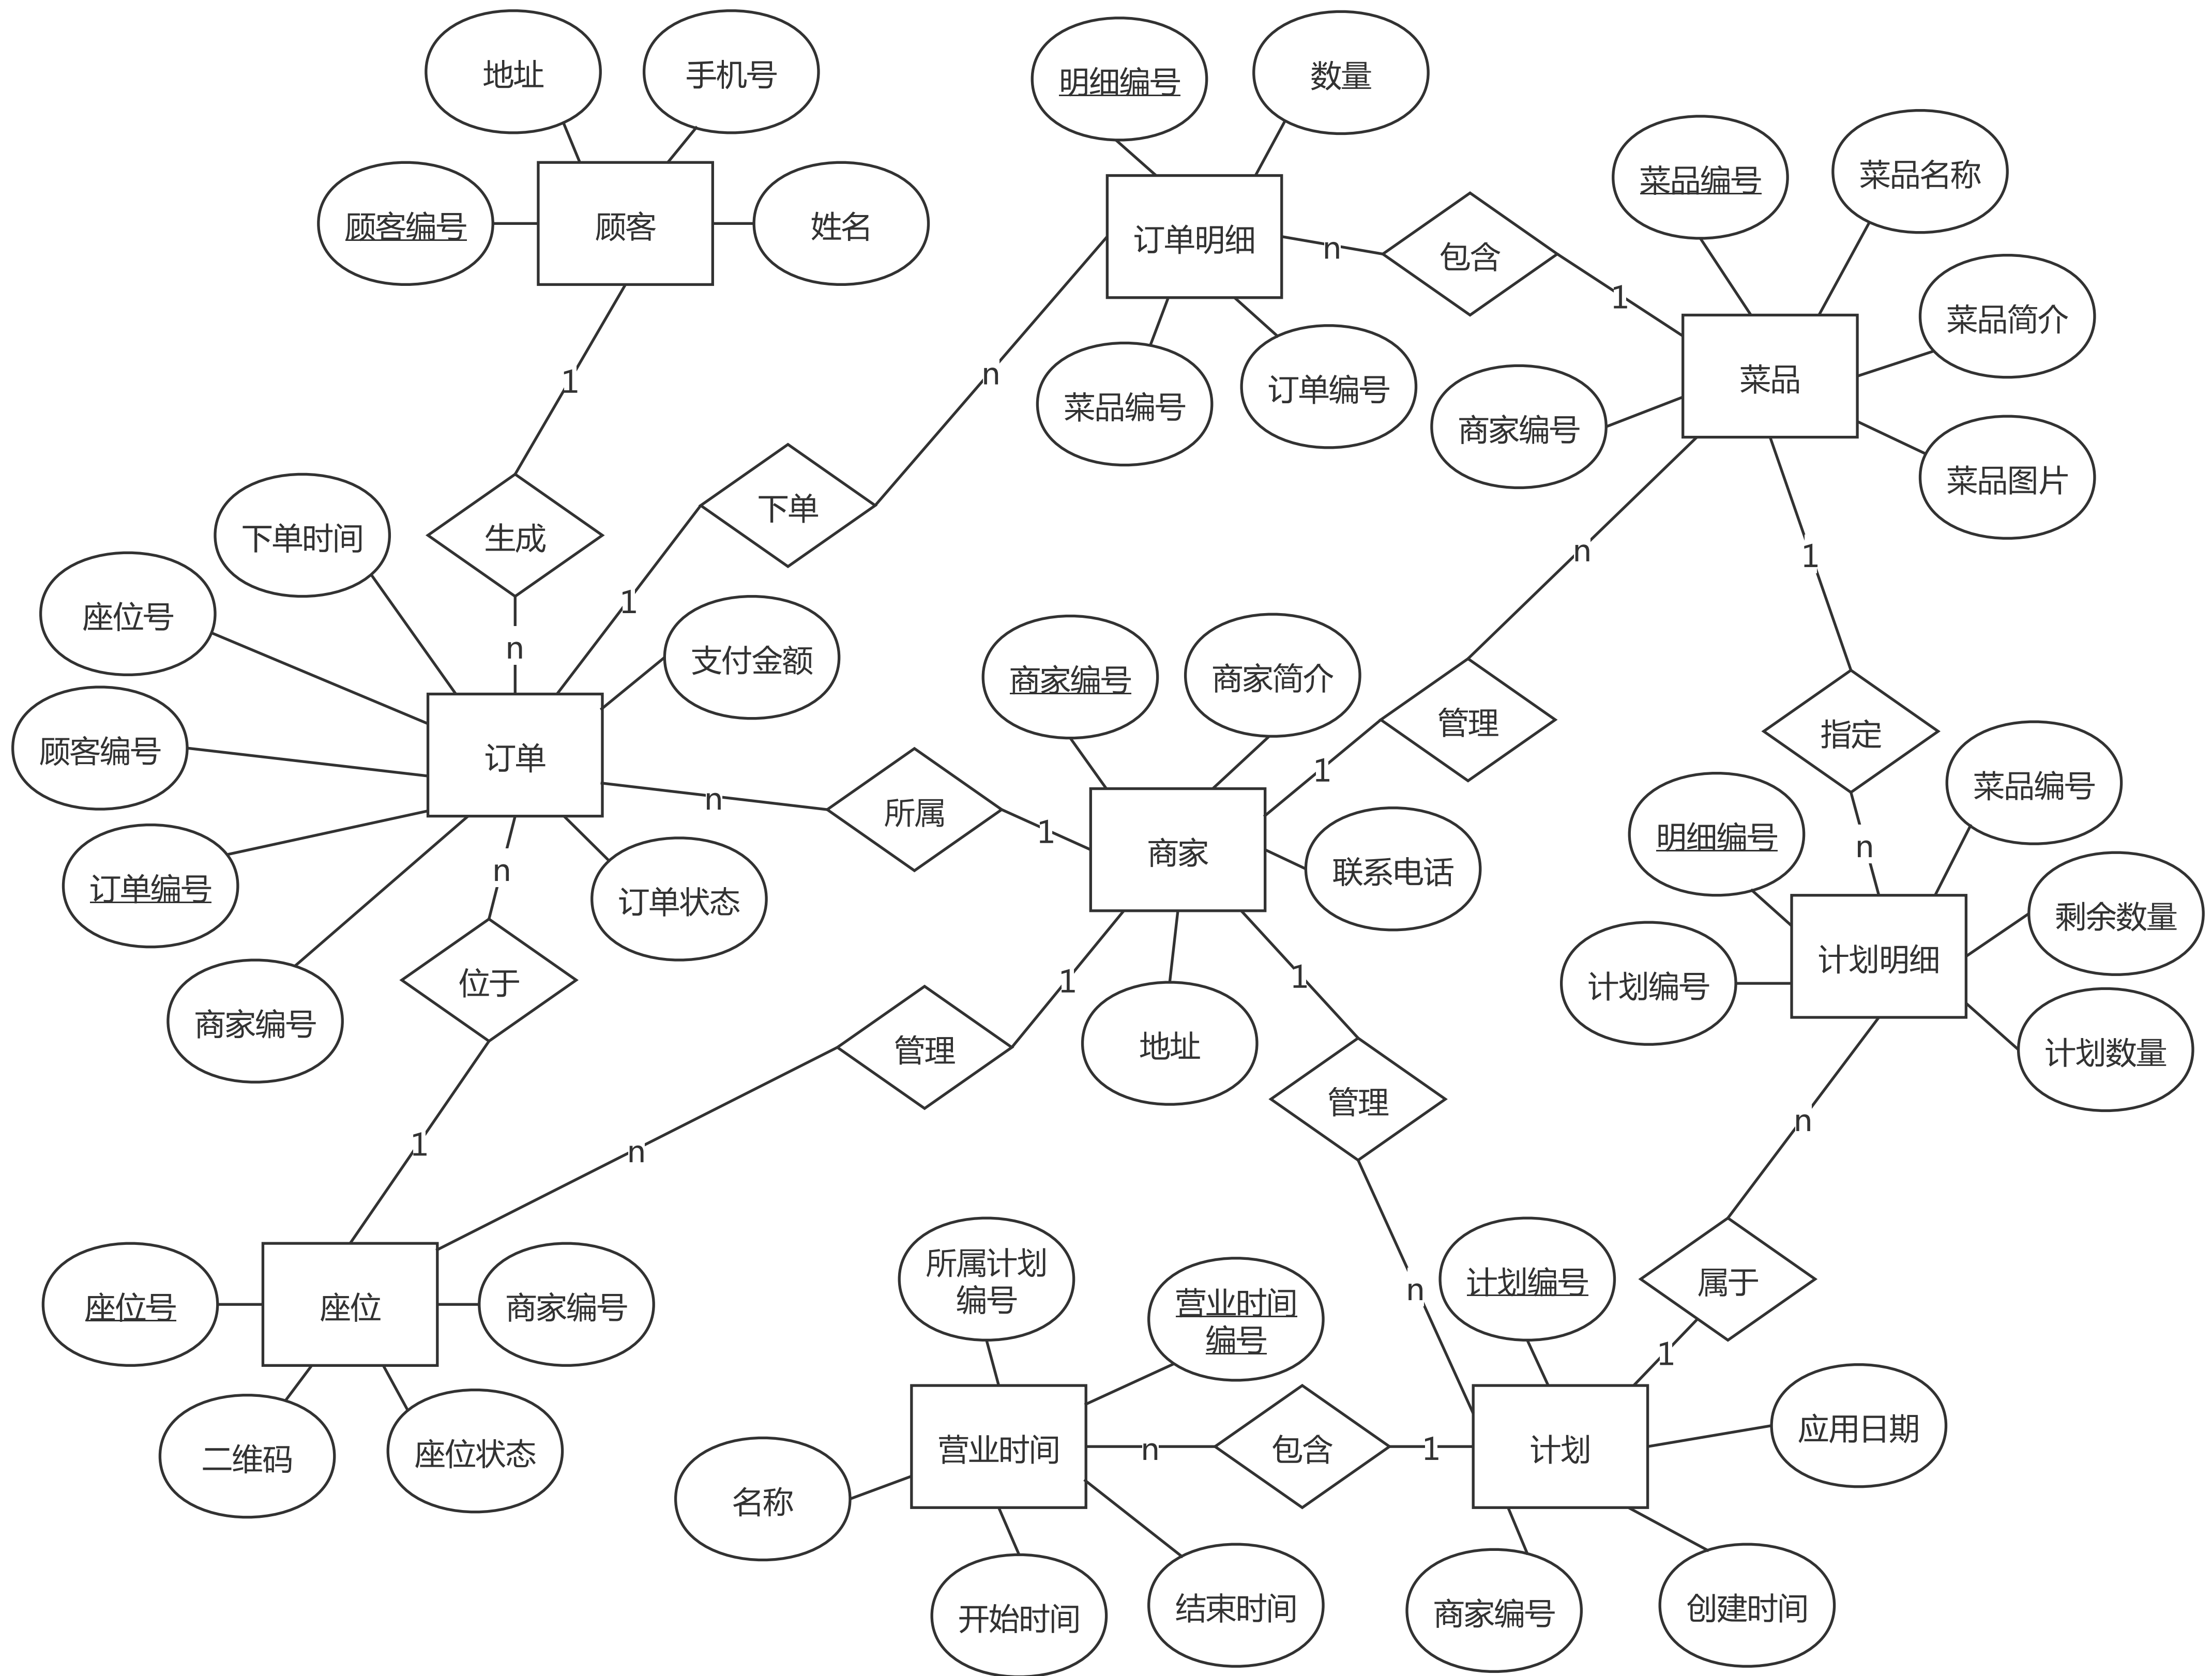 地址
手机号
明细编号
数量
菜品编号
菜品名称
顾客编号
顾客
姓名
订单明细
n
包含
1
菜品简介
菜品
菜品编号
订单编号
商家编号
菜品图片
1
n
下单时间
生成
下单
n
1
座位号
1
n
支付金额
商家编号
商家简介
管理
指定
顾客编号
订单
n
所属
1
商家
1
联系电话
明细编号
菜品编号
n
剩余数量
订单编号
n
订单状态
商家编号
位于
管理
1
地址
1
计划编号
计划明细
计划数量
管理
1
n
n
所属计划
编号
营业时间
编号
n
计划编号
属于
座位号
座位
商家编号
1
二维码
座位状态
名称
营业时间
n
包含
1
计划
应用日期
开始时间
结束时间
商家编号
创建时间